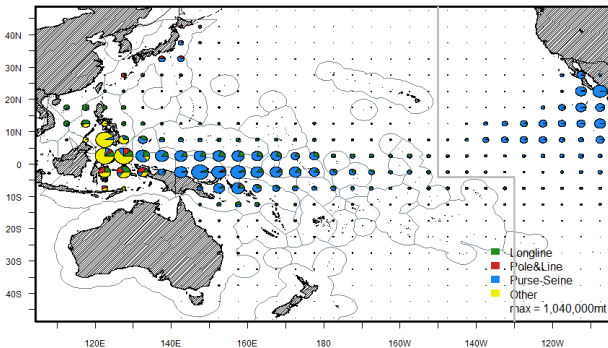 40N
30N
20N
10N
0
10S
20S
30S
40S
Longline
Pole&Line
Purse-Seine
Other
max = 1,040,000mt
120E 140E 160E 180 160W 140W 120W